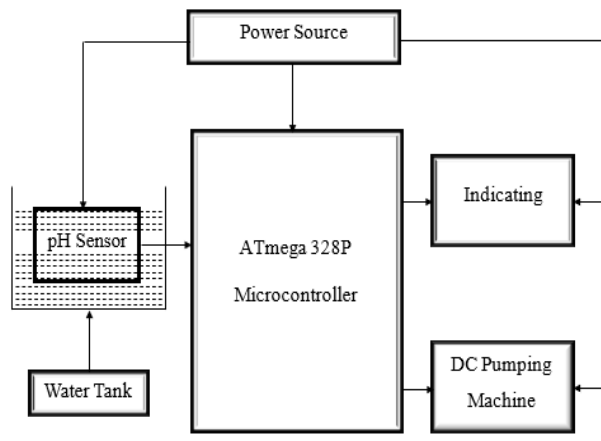 Power Source
pH Sensor
ATmega 328P
Microcontroller
Indicating
Water Tank
DC Pumping
Machine